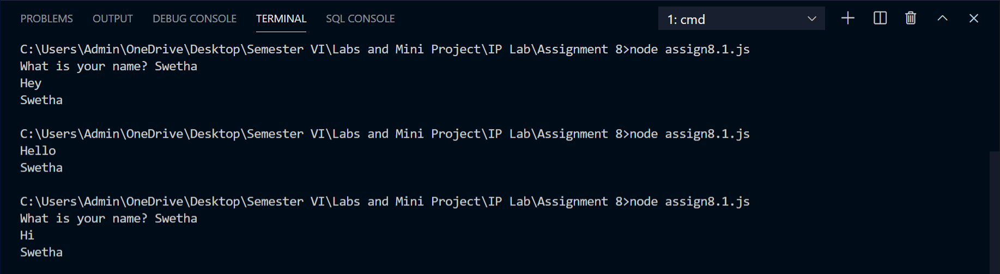 PROBLEMS OUTPUT DEBUG CONSOLE TERMINAL SQL CONSOLE 1: cmd
C:\Users\Admin\OneDrive\Desktop\Semester VI\Labs and Mini Project\IP Lab\Assignment 8>node assign8.1.js
What is your name? Swetha
Hey
Swetha
C:\Users\Admin\OneDrive\Desktop\Semester VI\Labs and Mini Project\IP Lab\Assignment 8>node assign8.1.js
Hello
Swetha
C:\Users\Admin\OneDrive\Desktop\Semester VI\Labs and Mini Project\IP Lab\Assignment 8>node assign8.1.js
What is your name? Swetha
Hi
Swetha